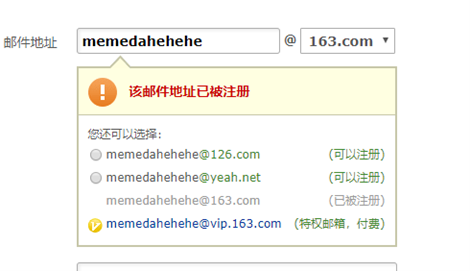 邮件地址 memedahehehe @ 163.com
该邮件地址已被注册
您还可以选择：
memedahehehe@126.com (可以注册)
memedahehehe@yeah.net (可以注册)
memedahehehe@163.com (已被注册)
memedahehehe@vip.163.com (特权邮箱，付费)